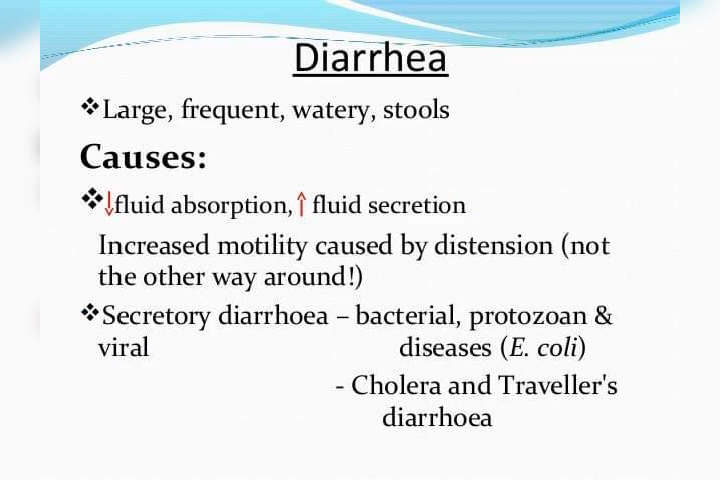 Diarrhea
❖Large, frequent, watery, stools
Causes:
❖↓fluid absorption,↑ fluid secretion
Increased motility caused by distension (not
the other way around!)
❖Secretory diarrhoea – bacterial, protozoan &
viral diseases (E. coli)
- Cholera and Traveller's
diarrhoea